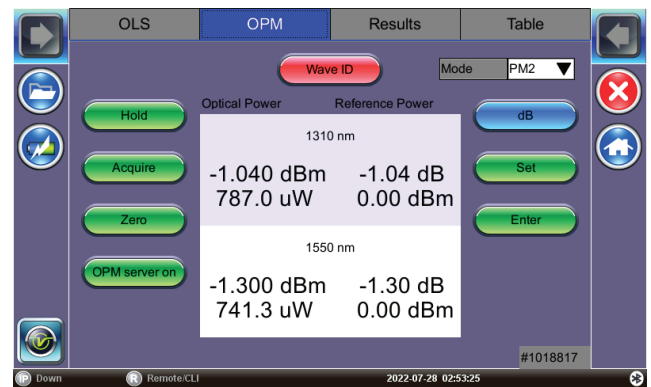 OLS OPM Results Table
Wave ID Mode PM2
Optical Power Reference Power
Hold dB
1310 nm
Acquire -1.040 dBm -1.04 dB Set
787.0 uW 0.00 dBm
Zero Enter
1550 nm
OPM server on
-1.300 dBm -1.30 dB
741.3 uW 0.00 dBm
#1018817
IP Down R Remote/CLI 2022-07-28 02:53:25